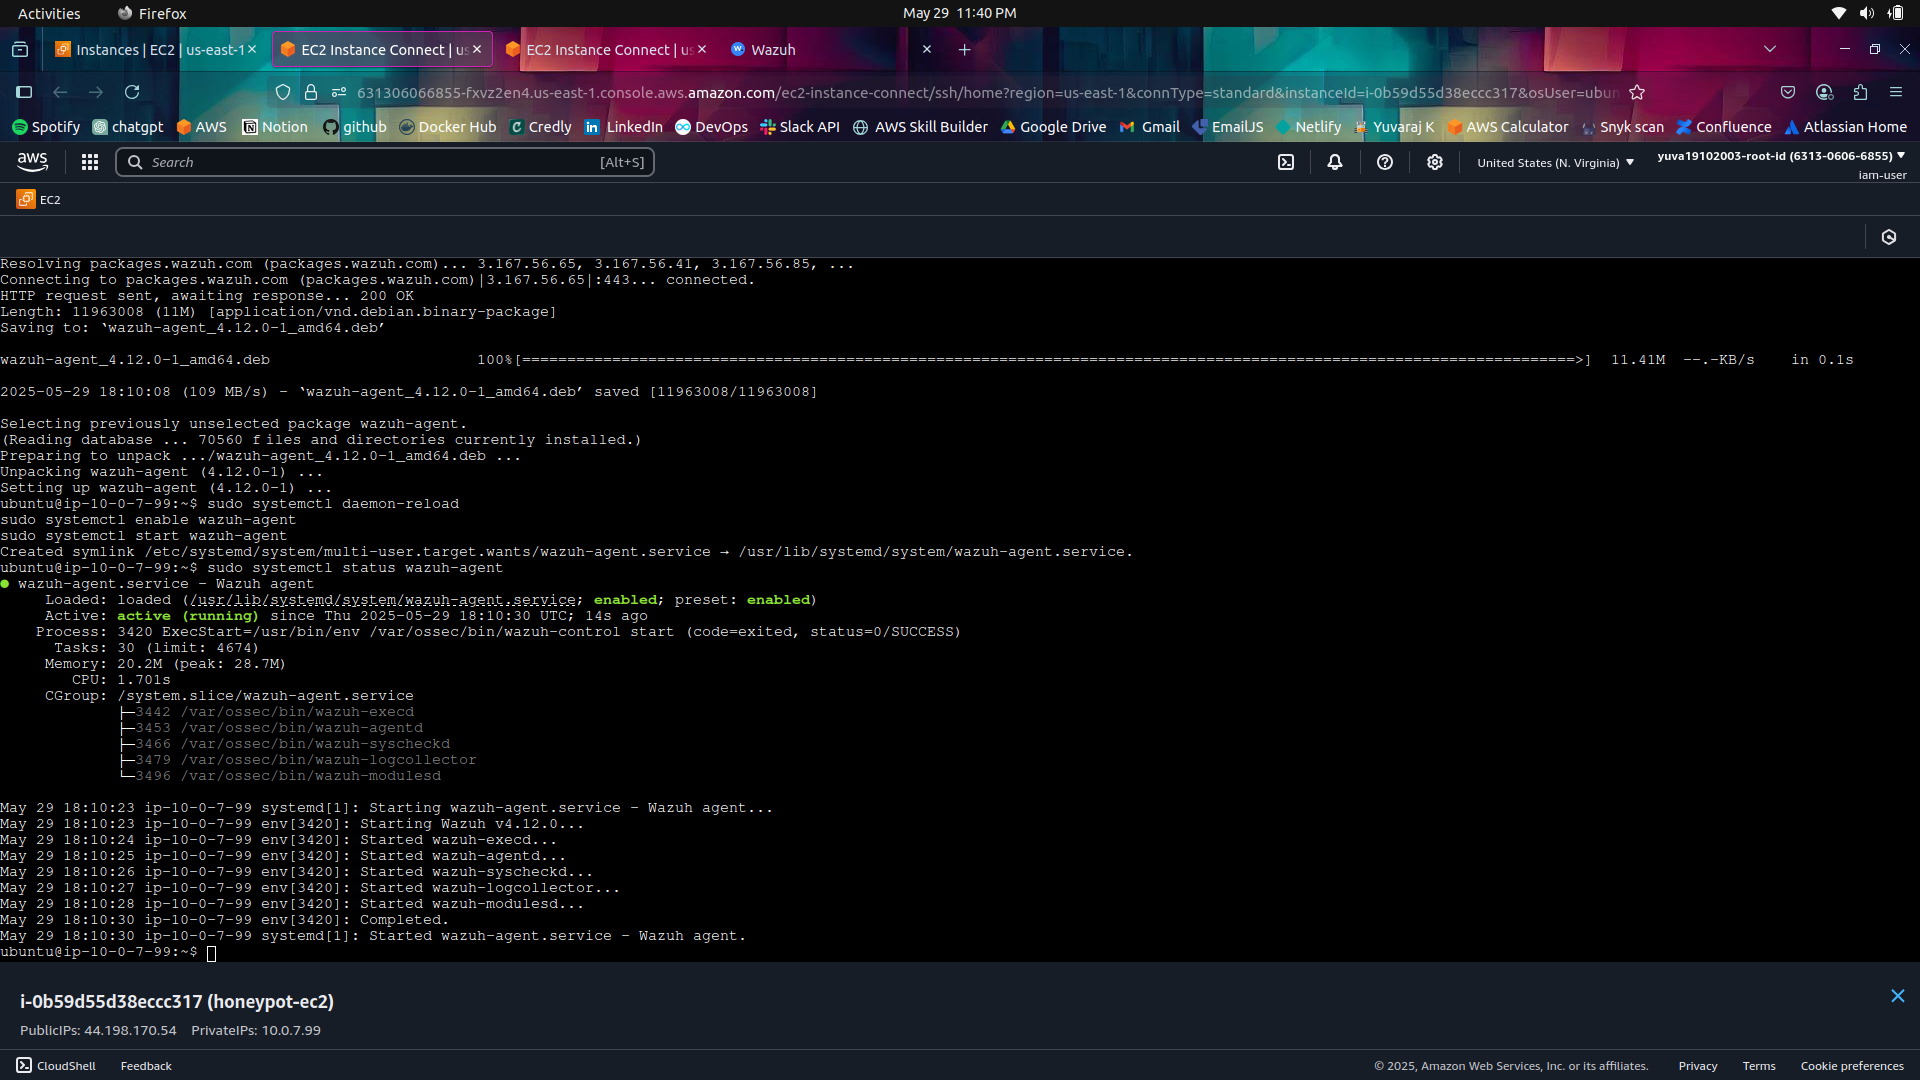 Activities Firefox May 29 11:40 PM
Instances | EC2 | us-east-1 EC2 Instance Connect | us EC2 Instance Connect | us Wazuh
631306066855-fxvz2en4.us-east-1.console.aws.amazon.com/ec2-instance-connect/ssh/home?region=us-east-1&connType=standard&instanceId=i-0b59d55d38eccc317&osUser=ubun
Spotify chatgpt AWS Notion github Docker Hub Credly LinkedIn DevOps Slack API AWS Skill Builder Google Drive Gmail EmailJS Netlify Yuvaraj K AWS Calculator Snyk scan Confluence Atlassian Home
aws Search [Alt+S] United States (N. Virginia) yuva19102003-root-id (6313-0606-6855)
iam-user
EC2
Resolving packages.wazuh.com (packages.wazuh.com)... 3.167.56.65, 3.167.56.41, 3.167.56.85, ...
Connecting to packages.wazuh.com (packages.wazuh.com)|3.167.56.65|:443... connected.
HTTP request sent, awaiting response... 200 OK
Length: 11963008 (11M) [application/vnd.debian.binary-package]
Saving to: ‘wazuh-agent_4.12.0-1_amd64.deb’
wazuh-agent_4.12.0-1_amd64.deb 100%[=====================================================================================================================>] 11.41M --.-KB/s in 0.1s
2025-05-29 18:10:08 (109 MB/s) - ‘wazuh-agent_4.12.0-1_amd64.deb’ saved [11963008/11963008]
Selecting previously unselected package wazuh-agent.
(Reading database ... 70560 files and directories currently installed.)
Preparing to unpack .../wazuh-agent_4.12.0-1_amd64.deb ...
Unpacking wazuh-agent (4.12.0-1) ...
Setting up wazuh-agent (4.12.0-1) ...
ubuntu@ip-10-0-7-99:~$ sudo systemctl daemon-reload
sudo systemctl enable wazuh-agent
sudo systemctl start wazuh-agent
Created symlink /etc/systemd/system/multi-user.target.wants/wazuh-agent.service → /usr/lib/systemd/system/wazuh-agent.service.
ubuntu@ip-10-0-7-99:~$ sudo systemctl status wazuh-agent
● wazuh-agent.service - Wazuh agent
Loaded: loaded (/usr/lib/systemd/system/wazuh-agent.service; enabled; preset: enabled)
Active: active (running) since Thu 2025-05-29 18:10:30 UTC; 14s ago
Process: 3420 ExecStart=/usr/bin/env /var/ossec/bin/wazuh-control start (code=exited, status=0/SUCCESS)
Tasks: 30 (limit: 4674)
Memory: 20.2M (peak: 28.7M)
CPU: 1.701s
CGroup: /system.slice/wazuh-agent.service
├─3442 /var/ossec/bin/wazuh-execd
├─3453 /var/ossec/bin/wazuh-agentd
├─3466 /var/ossec/bin/wazuh-syscheckd
├─3479 /var/ossec/bin/wazuh-logcollector
└─3496 /var/ossec/bin/wazuh-modulesd
May 29 18:10:23 ip-10-0-7-99 systemd[1]: Starting wazuh-agent.service - Wazuh agent...
May 29 18:10:23 ip-10-0-7-99 env[3420]: Starting Wazuh v4.12.0...
May 29 18:10:24 ip-10-0-7-99 env[3420]: Started wazuh-execd...
May 29 18:10:25 ip-10-0-7-99 env[3420]: Started wazuh-agentd...
May 29 18:10:26 ip-10-0-7-99 env[3420]: Started wazuh-syscheckd...
May 29 18:10:27 ip-10-0-7-99 env[3420]: Started wazuh-logcollector...
May 29 18:10:28 ip-10-0-7-99 env[3420]: Started wazuh-modulesd...
May 29 18:10:30 ip-10-0-7-99 env[3420]: Completed.
May 29 18:10:30 ip-10-0-7-99 systemd[1]: Started wazuh-agent.service - Wazuh agent.
ubuntu@ip-10-0-7-99:~$
i-0b59d55d38eccc317 (honeypot-ec2)
PublicIPs: 44.198.170.54 PrivateIPs: 10.0.7.99
CloudShell Feedback © 2025, Amazon Web Services, Inc. or its affiliates. Privacy Terms Cookie preferences